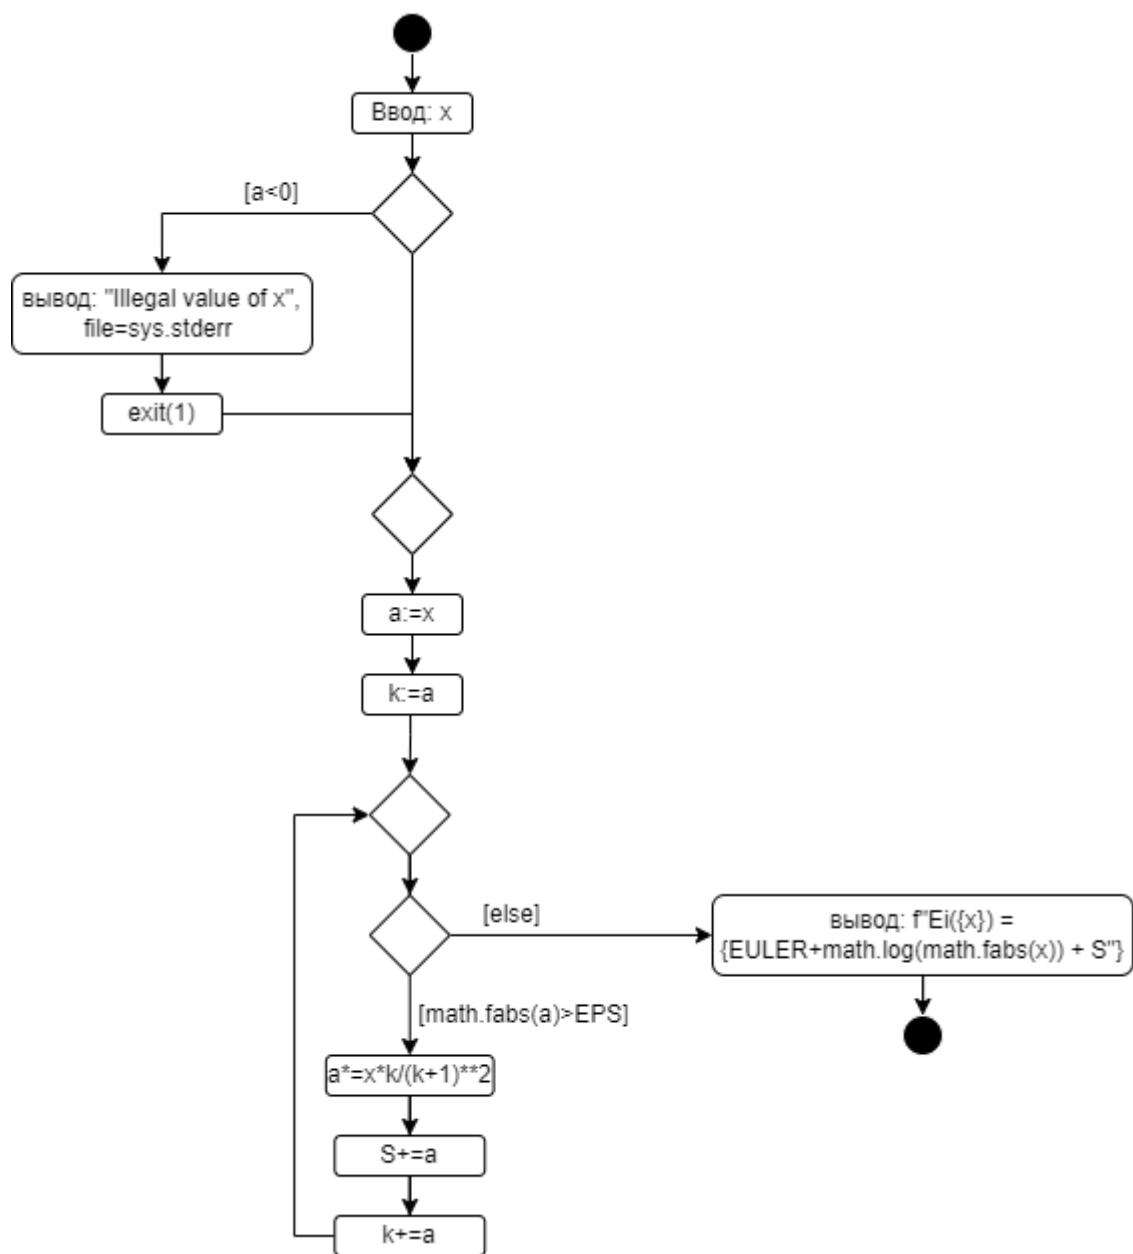 Ввод: x
[a<0]
вывод: "Illegal value of x",
file=sys.stderr
exit(1)
a:=x
k:=a
[else]
вывод: f"Ei({x}) =
{EULER+math.log(math.fabs(x)) + S"}
[math.fabs(a)>EPS]
a*=x*k/(k+1)**2
S+=a
k+=a